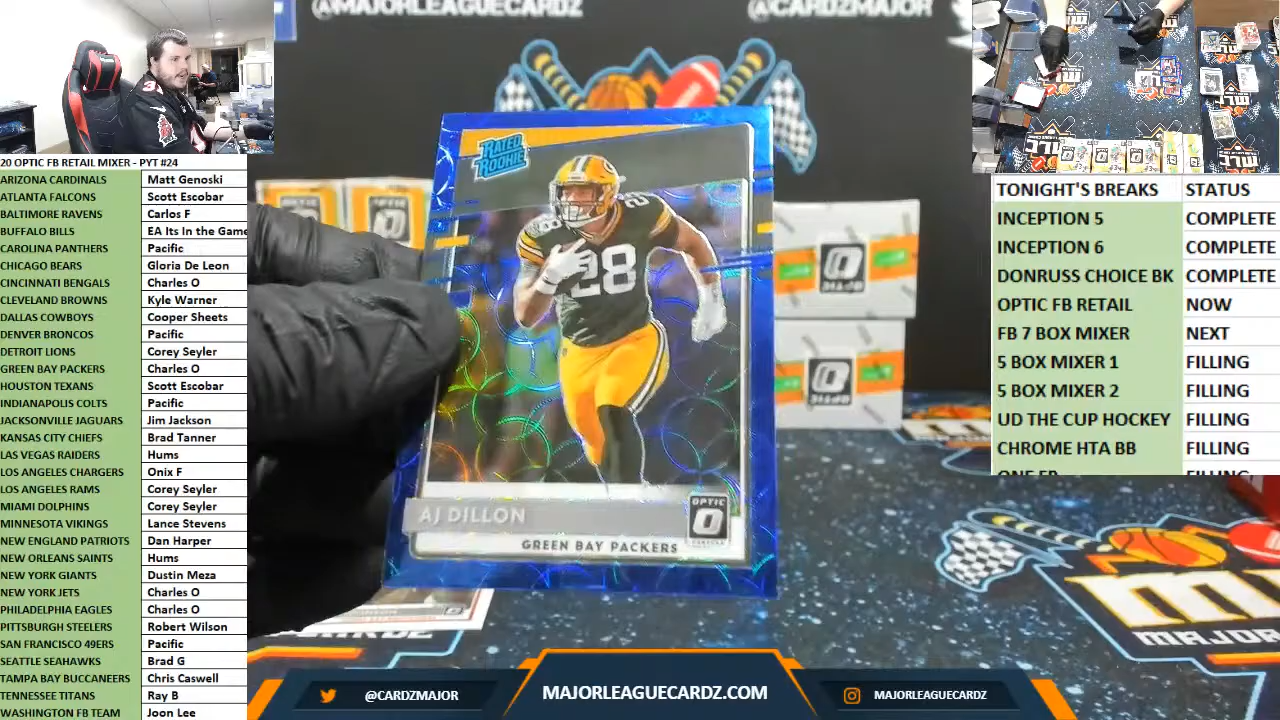 @MAJORLEAGUECARDZ
@CARDZMAJOR
20 OPTIC FB RETAIL MIXER - PYT #24
ARIZONA CARDINALS Matt Genoski
ATLANTA FALCONS Scott Escobar
BALTIMORE RAVENS Carlos F
BUFFALO BILLS EA Its In the Game
CAROLINA PANTHERS Pacific
CHICAGO BEARS Gloria De Leon
CINCINNATI BENGALS Charles O
CLEVELAND BROWNS Kyle Warner
DALLAS COWBOYS Cooper Sheets
DENVER BRONCOS Pacific
DETROIT LIONS Corey Seyler
GREEN BAY PACKERS Charles O
HOUSTON TEXANS Scott Escobar
INDIANAPOLIS COLTS Pacific
JACKSONVILLE JAGUARS Jim Jackson
KANSAS CITY CHIEFS Brad Tanner
LAS VEGAS RAIDERS Hums
LOS ANGELES CHARGERS Onix F
LOS ANGELES RAMS Corey Seyler
MIAMI DOLPHINS Corey Seyler
MINNESOTA VIKINGS Lance Stevens
NEW ENGLAND PATRIOTS Dan Harper
NEW ORLEANS SAINTS Hums
NEW YORK GIANTS Dustin Meza
NEW YORK JETS Charles O
PHILADELPHIA EAGLES Charles O
PITTSBURGH STEELERS Robert Wilson
SAN FRANCISCO 49ERS Pacific
SEATTLE SEAHAWKS Brad G
TAMPA BAY BUCCANEERS Chris Caswell
TENNESSEE TITANS Ray B
WASHINGTON FB TEAM Joon Lee
RATED
ROOKIE
28
28
AJ DILLON
OPTIC
GREEN BAY PACKERS
TONIGHT'S BREAKS STATUS
INCEPTION 5 COMPLETE
INCEPTION 6 COMPLETE
DONRUSS CHOICE BK COMPLETE
OPTIC FB RETAIL NOW
FB 7 BOX MIXER NEXT
5 BOX MIXER 1 FILLING
5 BOX MIXER 2 FILLING
UD THE CUP HOCKEY FILLING
CHROME HTA BB FILLING
MAJOR
@CARDZMAJOR
MAJORLEAGUECARDZ.COM
MAJORLEAGUECARDZ